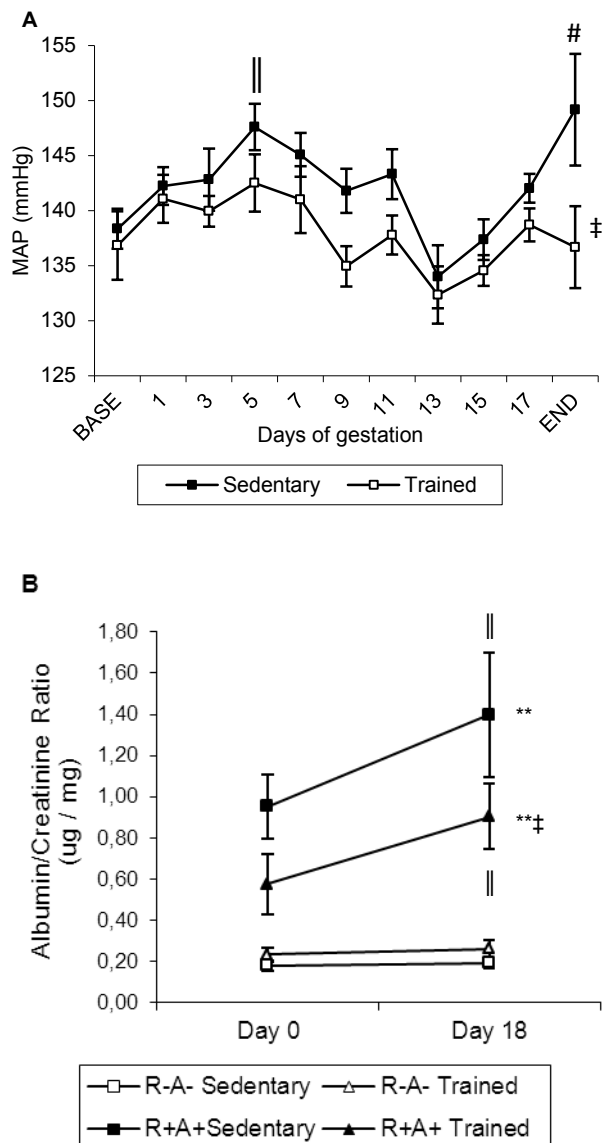 A
155
150
145
140
135
130
125
MAP (mmHg)
‖
#
‡
BASE 1 3 5 7 9 11 13 15 17 END
Days of gestation
Sedentary Trained
B
1,80
1,60
1,40
1,20
1,00
0,80
0,60
0,40
0,20
0,00
Albumin/Creatinine Ratio
(ug / mg)
‖
**
**‡
‖
Day 0 Day 18
R-A- Sedentary R-A- Trained
R+A+Sedentary R+A+ Trained